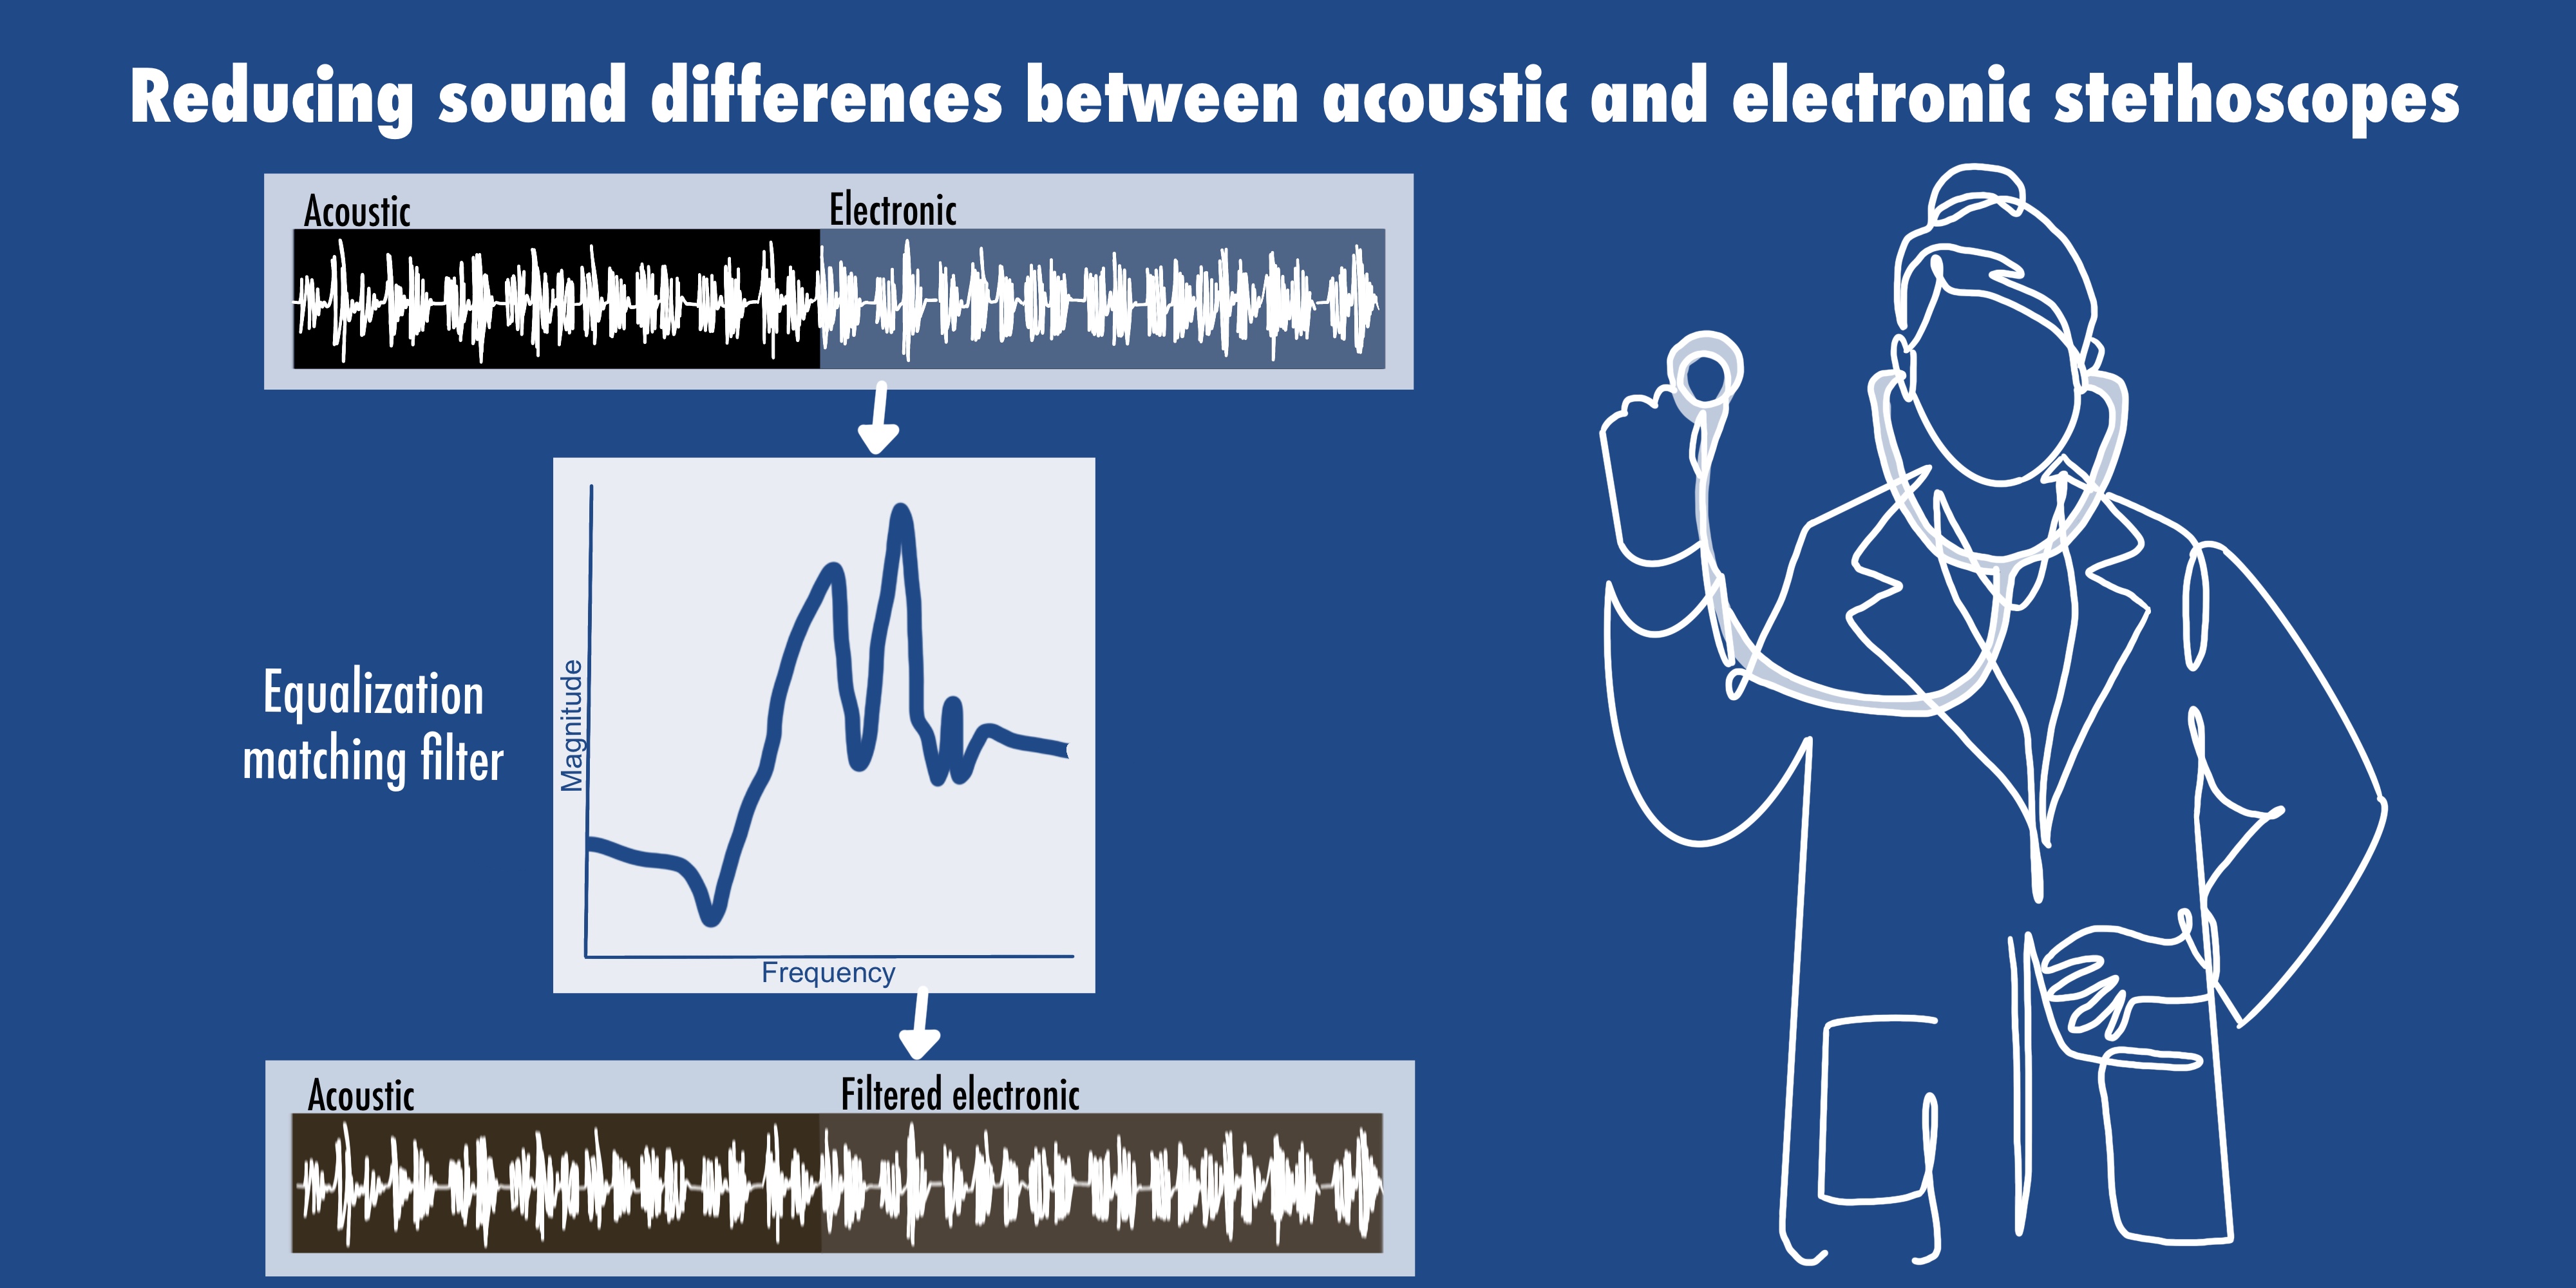 Reducing sound differences between acoustic and electronic stethoscopes
Acoustic
Electronic
Equalization
matching filter
Magnitude
Frequency
Acoustic
Filtered electronic